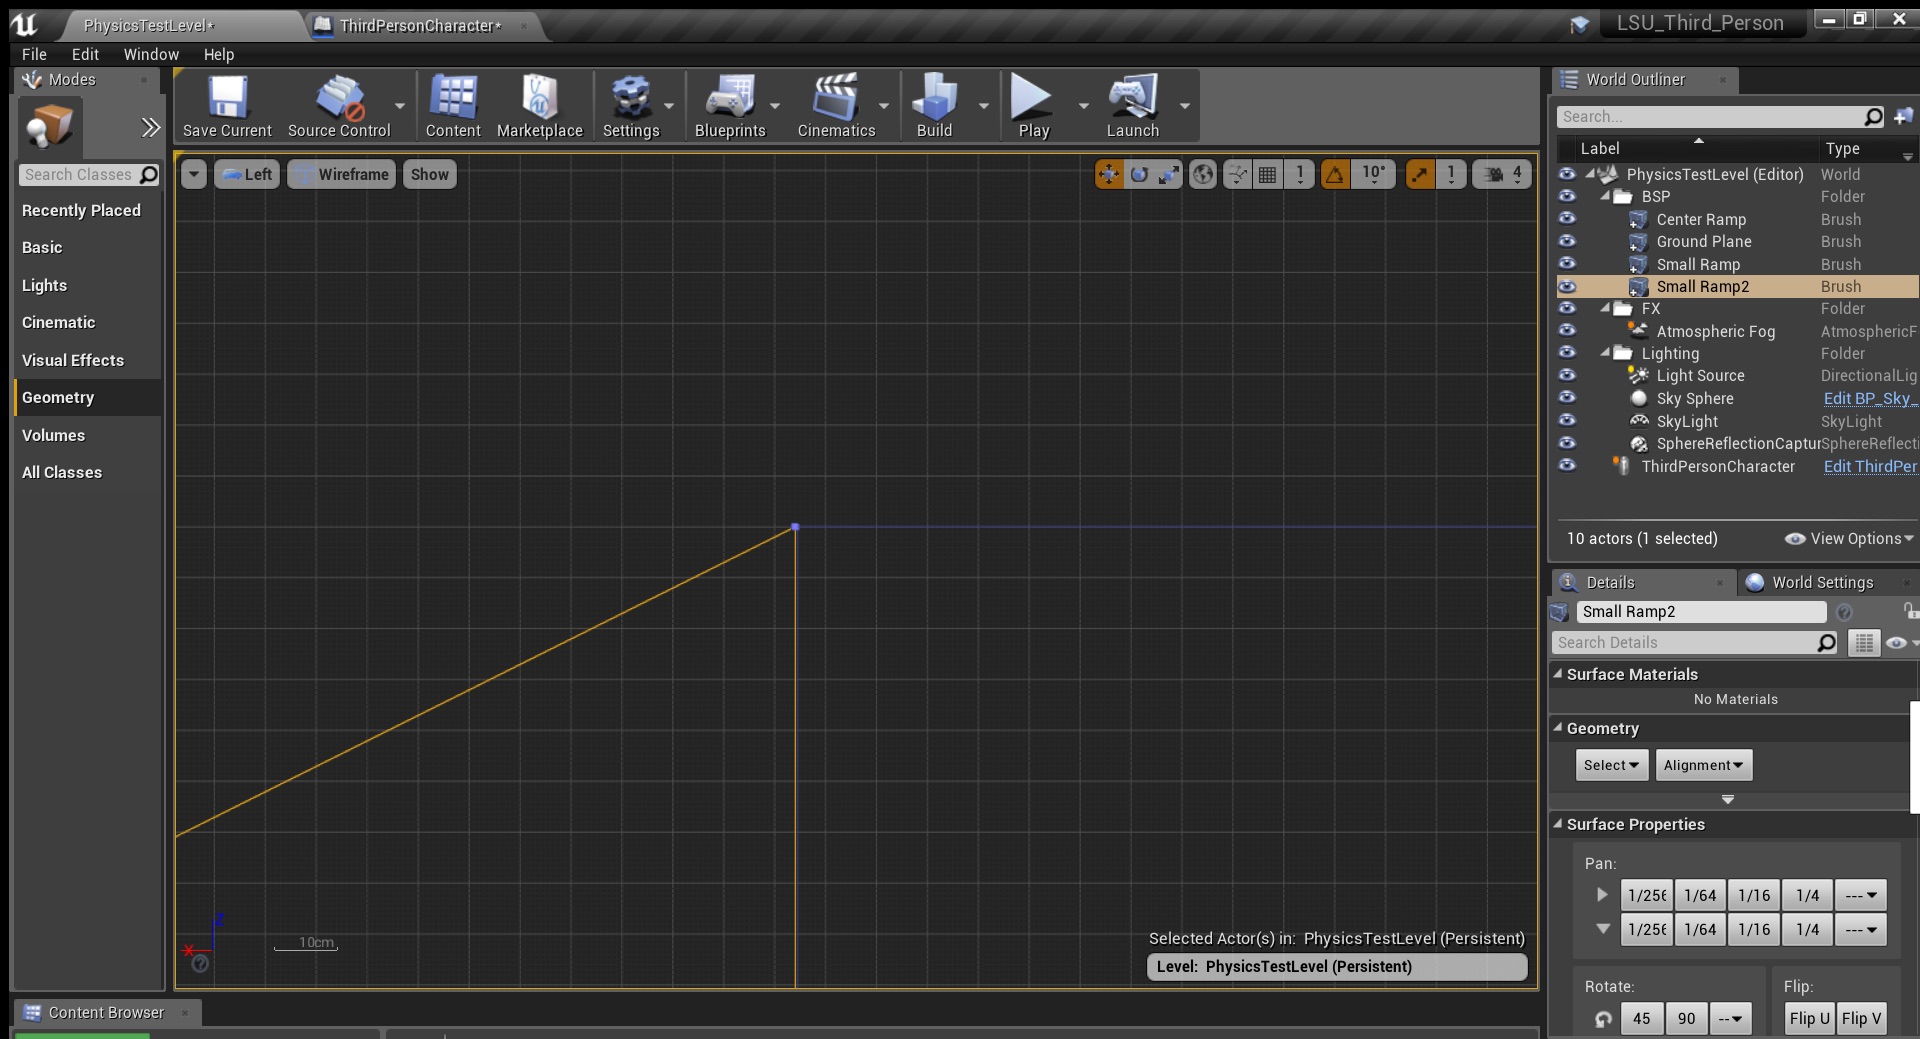 PhysicsTestLevel*
ThirdPersonCharacter*
LSU_Third_Person
File Edit Window Help
Modes
Save Current
Source Control
Content
Marketplace
Settings
Blueprints
Cinematics
Build
Play
Launch
Search Classes
Recently Placed
Basic
Lights
Cinematic
Visual Effects
Geometry
Volumes
All Classes
Left
Wireframe
Show
1
10°
1
4
Z
X
10cm
Selected Actor(s) in: PhysicsTestLevel (Persistent)
Level: PhysicsTestLevel (Persistent)
World Outliner
Search...
Label Type
PhysicsTestLevel (Editor) World
BSP Folder
Center Ramp Brush
Ground Plane Brush
Small Ramp Brush
Small Ramp2 Brush
FX Folder
Atmospheric Fog AtmosphericF
Lighting Folder
Light Source DirectionalLig
Sky Sphere Edit BP_Sky_
SkyLight SkyLight
SphereReflectionCaptur SphereReflecti
ThirdPersonCharacter Edit ThirdPer
10 actors (1 selected) View Options
Details
World Settings
Small Ramp2
Search Details
Surface Materials
No Materials
Geometry
Select Alignment
Surface Properties
Pan:
1/256 1/64 1/16 1/4 ---
1/256 1/64 1/16 1/4 ---
Rotate: Flip:
45 90 -- Flip U Flip V
Content Browser